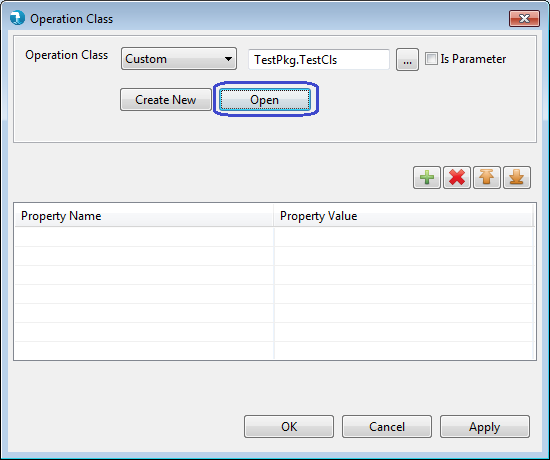 Operation Class
Operation Class Custom TestPkg.TestCls ... Is Parameter
Create New Open
Property Name Property Value
OK Cancel Apply